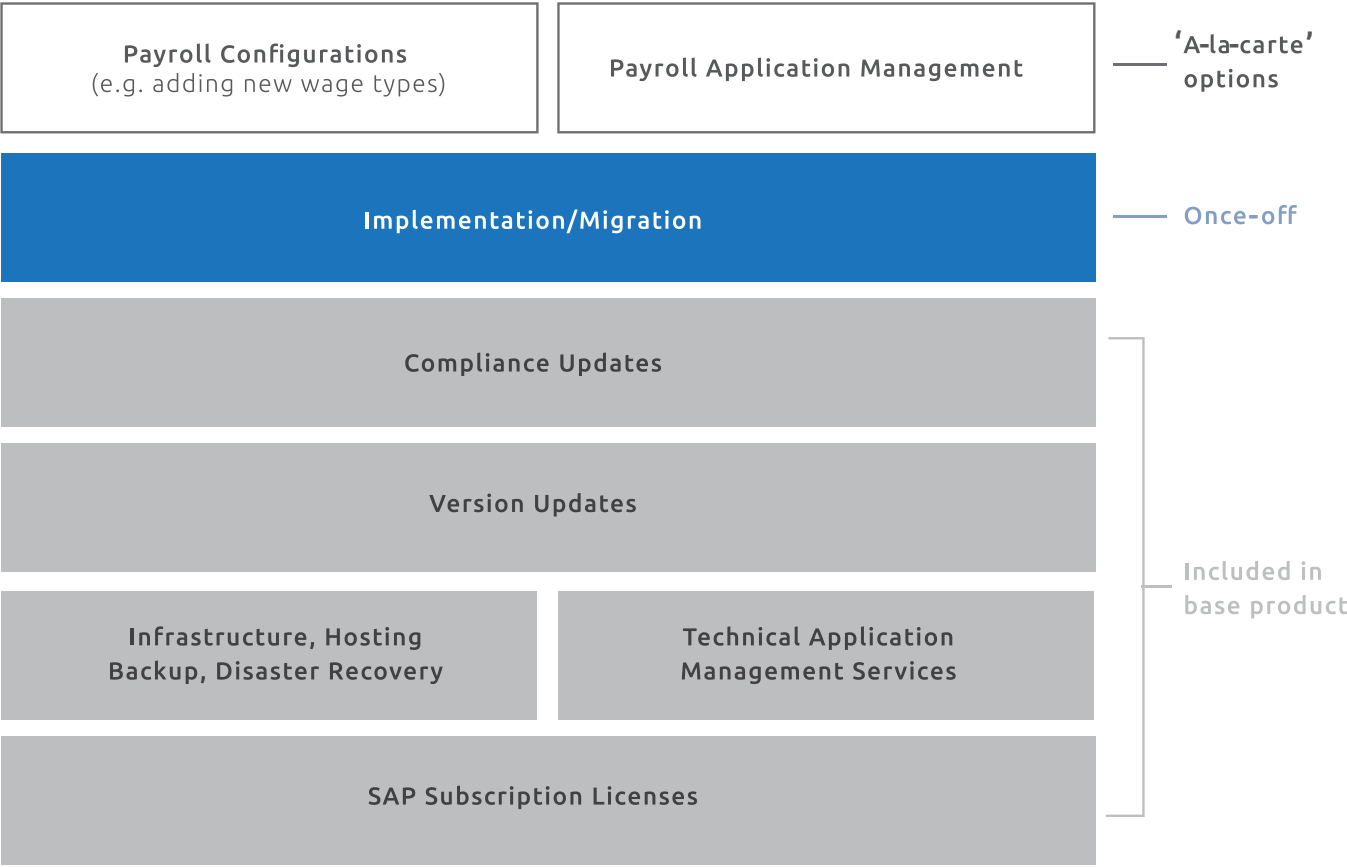 Payroll Configurations
(e.g. adding new wage types)
Payroll Application Management
'A-la-carte'
options
Implementation/Migration
Once-off
Compliance Updates
Version Updates
Included in
base product
Infrastructure, Hosting
Backup, Disaster Recovery
Technical Application
Management Services
SAP Subscription Licenses